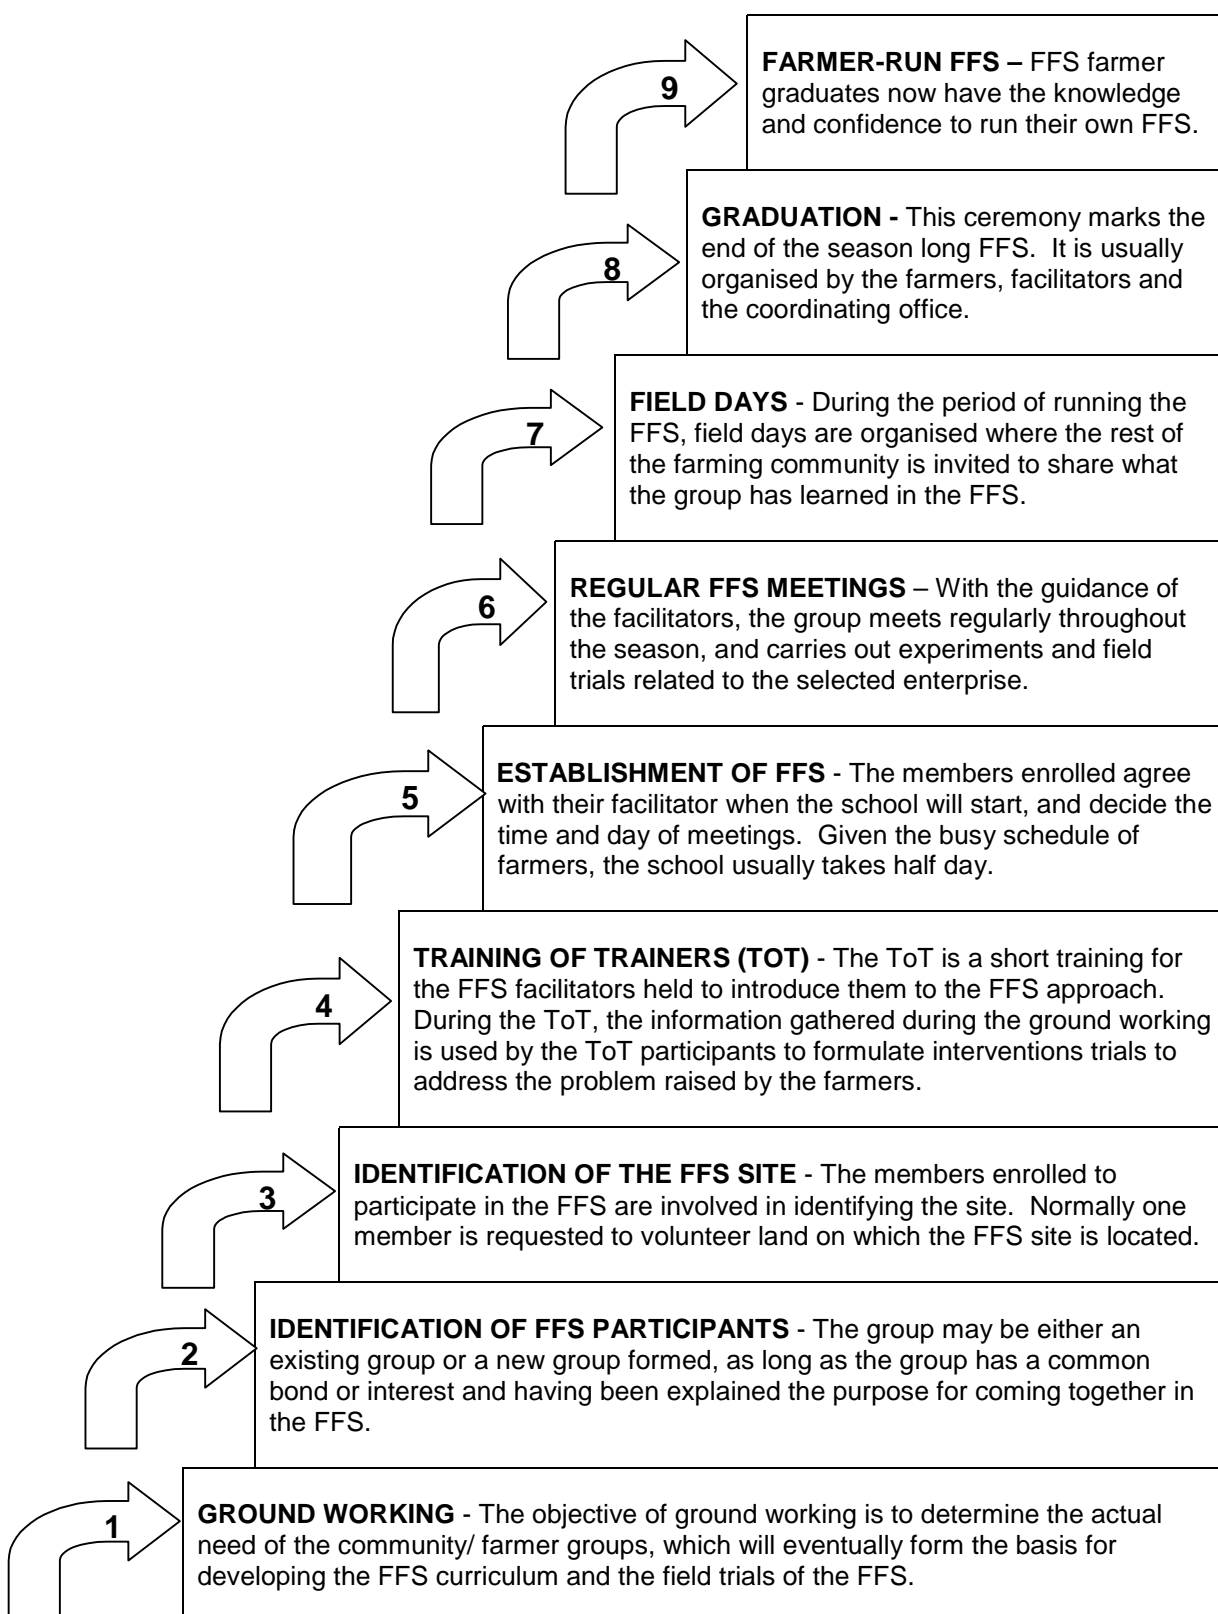 9
FARMER-RUN FFS – FFS farmer
graduates now have the knowledge
and confidence to run their own FFS.
8
GRADUATION - This ceremony marks the
end of the season long FFS.  It is usually
organised by the farmers, facilitators and
the coordinating office.
7
FIELD DAYS - During the period of running the
FFS, field days are organised where the rest of
the farming community is invited to share what
the group has learned in the FFS.
6
REGULAR FFS MEETINGS – With the guidance of
the facilitators, the group meets regularly throughout
the season, and carries out experiments and field
trials related to the selected enterprise.
5
ESTABLISHMENT OF FFS - The members enrolled agree
with their facilitator when the school will start, and decide the
time and day of meetings.  Given the busy schedule of
farmers, the school usually takes half day.
4
TRAINING OF TRAINERS (TOT) - The ToT is a short training for
the FFS facilitators held to introduce them to the FFS approach.
During the ToT, the information gathered during the ground working
is used by the ToT participants to formulate interventions trials to
address the problem raised by the farmers.
3
IDENTIFICATION OF THE FFS SITE - The members enrolled to
participate in the FFS are involved in identifying the site.  Normally one
member is requested to volunteer land on which the FFS site is located.
2
IDENTIFICATION OF FFS PARTICIPANTS - The group may be either an
existing group or a new group formed, as long as the group has a common
bond or interest and having been explained the purpose for coming together in
the FFS.
1
GROUND WORKING - The objective of ground working is to determine the actual
need of the community/ farmer groups, which will eventually form the basis for
developing the FFS curriculum and the field trials of the FFS.